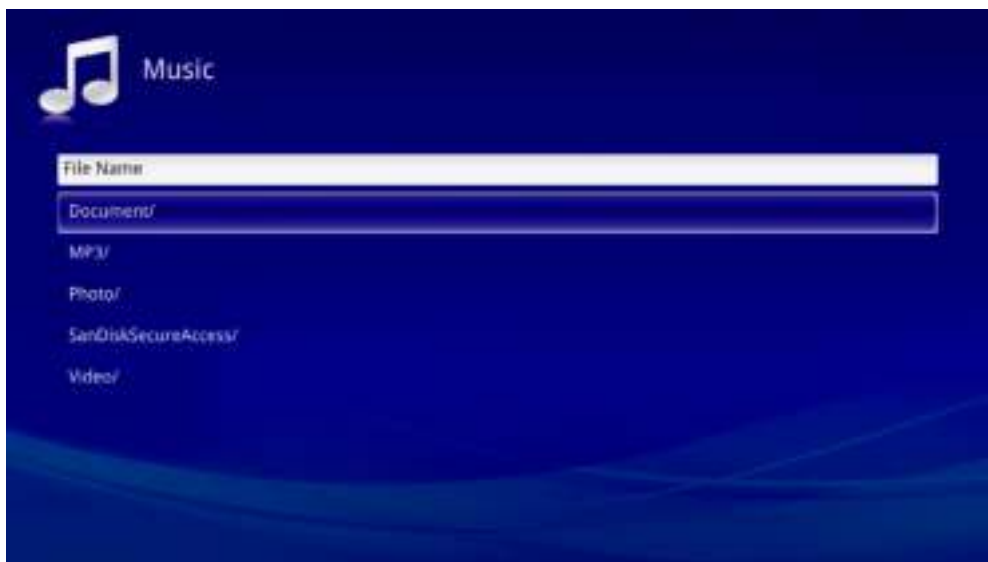 Music
File Name
Document/
MP3/
Photo/
SanDiskSecureAccess/
Video/